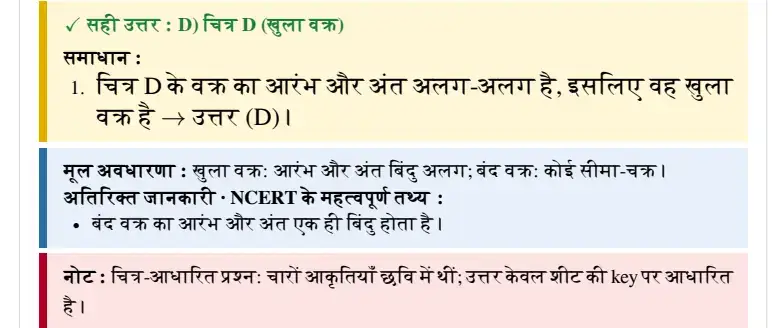 ✓ सही उत्तर : D) चित्र D (खुला वक्र)
समाधान :
1. चित्र D के वक्र का आरंभ और अंत अलग-अलग है, इसलिए वह खुला
वक्र है → उत्तर (D)।
मूल अवधारणा : खुला वक्र: आरंभ और अंत बिंदु अलग; बंद वक्र: कोई सीमा-चक्र।
अतिरिक्त जानकारी · NCERT के महत्वपूर्ण तथ्य :
• बंद वक्र का आरंभ और अंत एक ही बिंदु होता है।
नोट : चित्र-आधारित प्रश्न: चारों आकृतियाँ छवि में थीं; उत्तर केवल शीट की key पर आधारित
है।